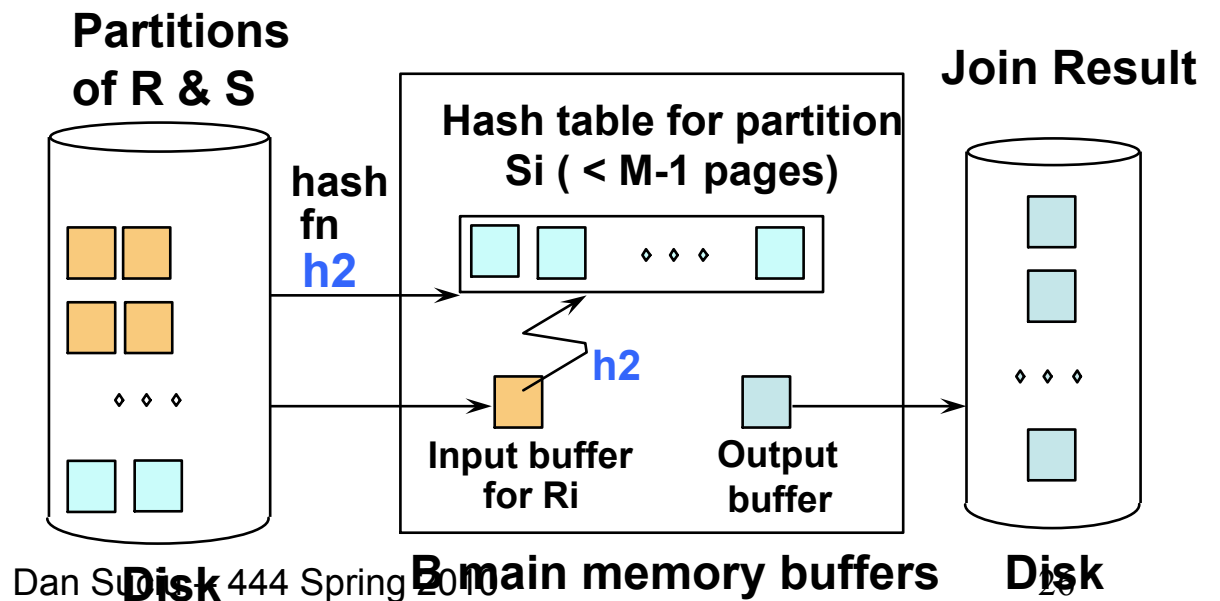 Partitions
of R & S
Join Result
Hash table for partition
Si ( < M-1 pages)
hash
fn
h2
h2
Input buffer
for Ri
Output
buffer
Disk
B main memory buffers
Disk
Dan Suciu -- 444 Spring 2010